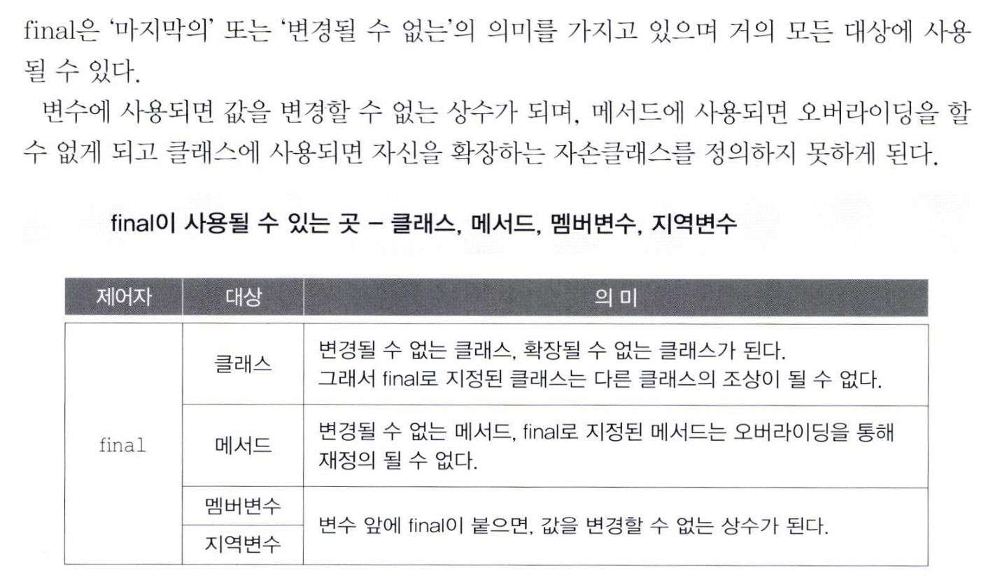 final은 ‘마지막의’ 또는 ‘변경될 수 없는’의 의미를 가지고 있으며 거의 모든 대상에 사용
될 수 있다.
변수에 사용되면 값을 변경할 수 없는 상수가 되며, 메서드에 사용되면 오버라이딩을 할
수 없게 되고 클래스에 사용되면 자신을 확장하는 자손클래스를 정의하지 못하게 된다.
final이 사용될 수 있는 곳 – 클래스, 메서드, 멤버변수, 지역변수
제어자 대상 의 미
final
클래스
변경될 수 없는 클래스, 확장될 수 없는 클래스가 된다.
그래서 final로 지정된 클래스는 다른 클래스의 조상이 될 수 없다.
메서드
변경될 수 없는 메서드, final로 지정된 메서드는 오버라이딩을 통해
재정의 될 수 없다.
멤버변수
지역변수
변수 앞에 final이 붙으면, 값을 변경할 수 없는 상수가 된다.